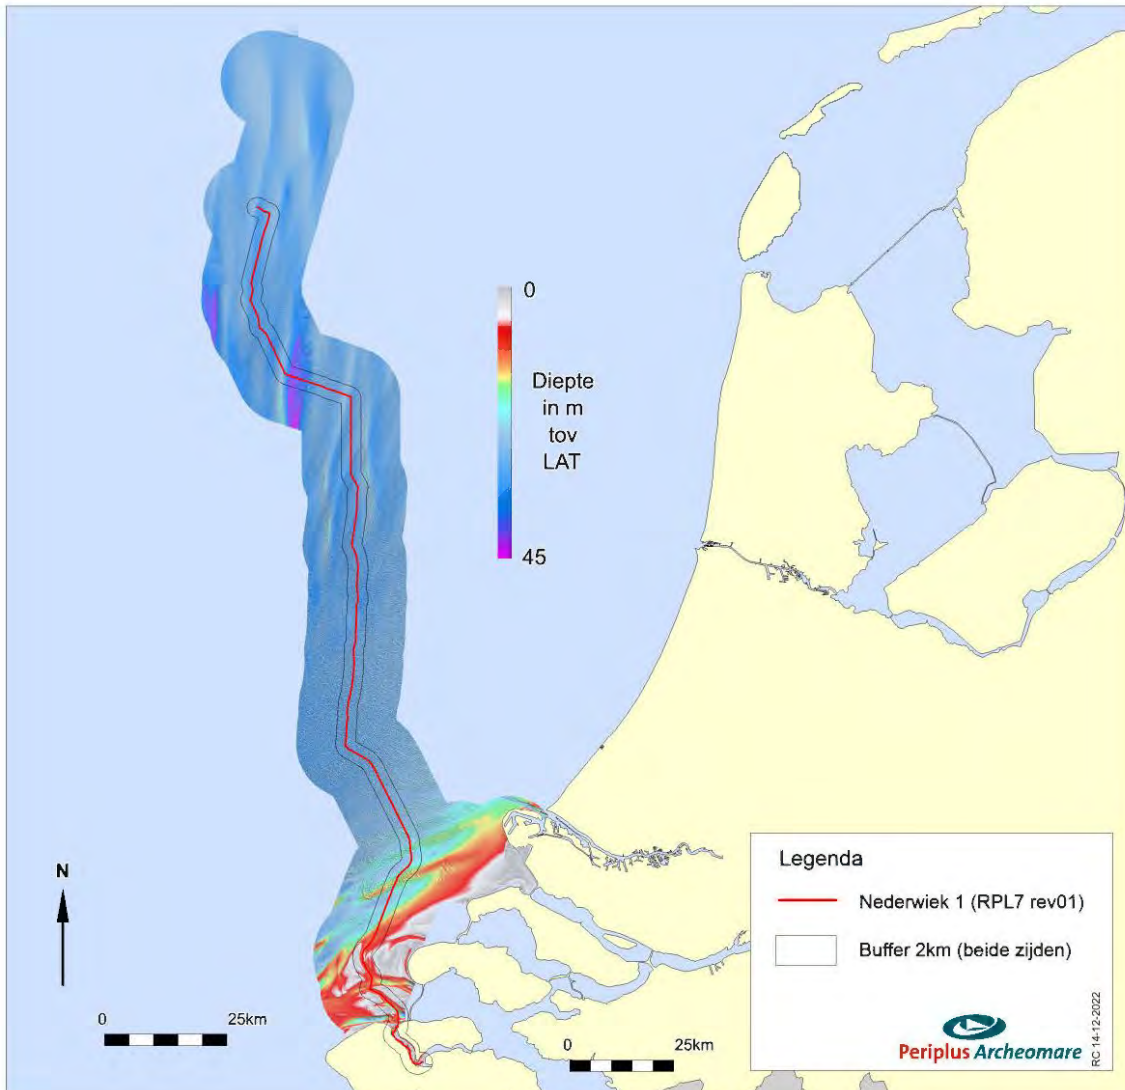 0
Diepte
in m
tov
LAT
45
N
0 25km
0 25km
Legenda
Nederwiek 1 (RPL7 rev01)
Buffer 2km (beide zijden)
Periplus Archeomare
RC 14-12-2022